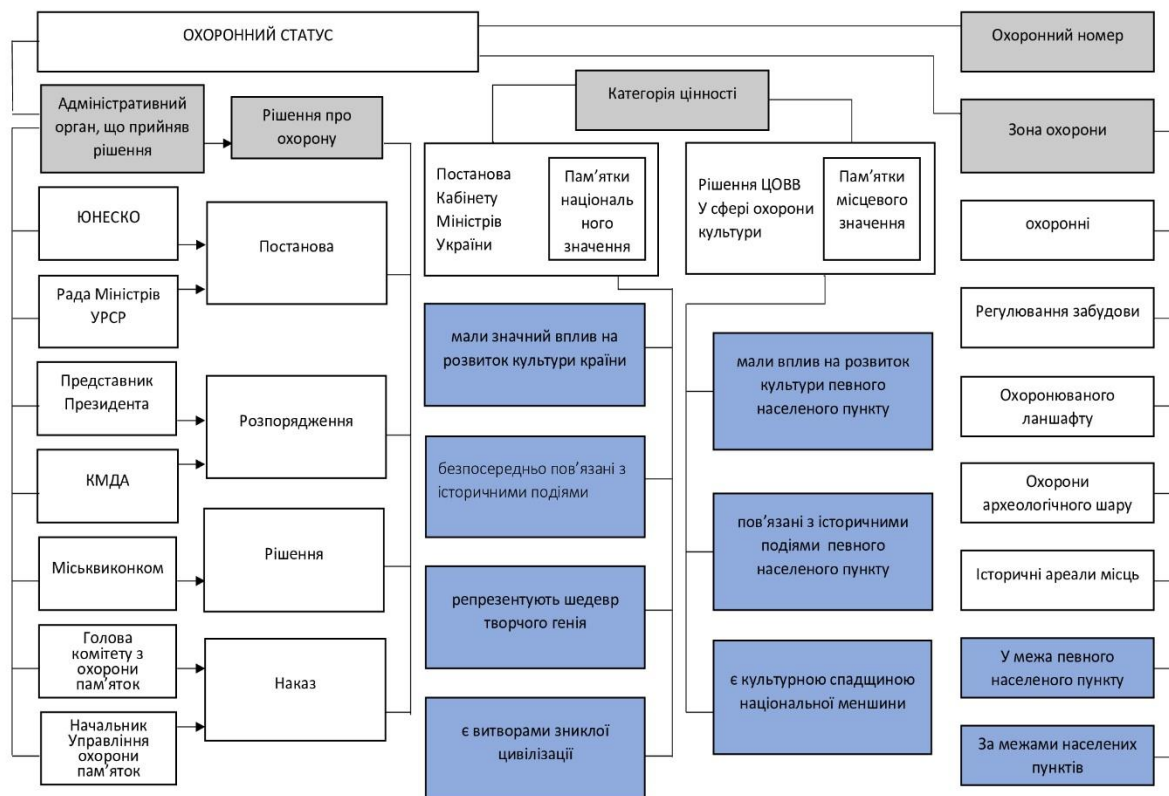 ОХОРОННИЙ СТАТУС
Охоронний номер
Адміністративний
орган, що прийняв
рішення
Рішення про
охорону
Категорія цінності
Зона охорони
ЮНЕСКО
Рада Міністрів
УРСР
Представник
Президента
КМДА
Міськвиконком
Голова
комітету з
охорони
пам’яток
Начальник
Управління
охорони
пам’яток
Постанова
Розпорядження
Рішення
Наказ
Постанова
Кабінету
Міністрів
України
Пам’ятки
національ
ного
значення
мали значний вплив на
розвиток культури країни
безпосередньо пов’язані з
історичними подіями
репрезентують шедевр
творчого генія
є витворами зниклої
цивілізації
Рішення ЦОВВ
У сфері охорони
культури
Пам’ятки
місцевого
значення
мали вплив на розвиток
культури певного
населеного пункту
пов’язані з історичними
подіями певного
населеного пункту
є культурною спадщиною
національної меншини
охоронні
Регулювання забудови
Охоронюваного
ланшафту
Охорони
археологічного шару
Історичні ареали місць
У межа певного
населеного пункту
За межами населених
пунктів